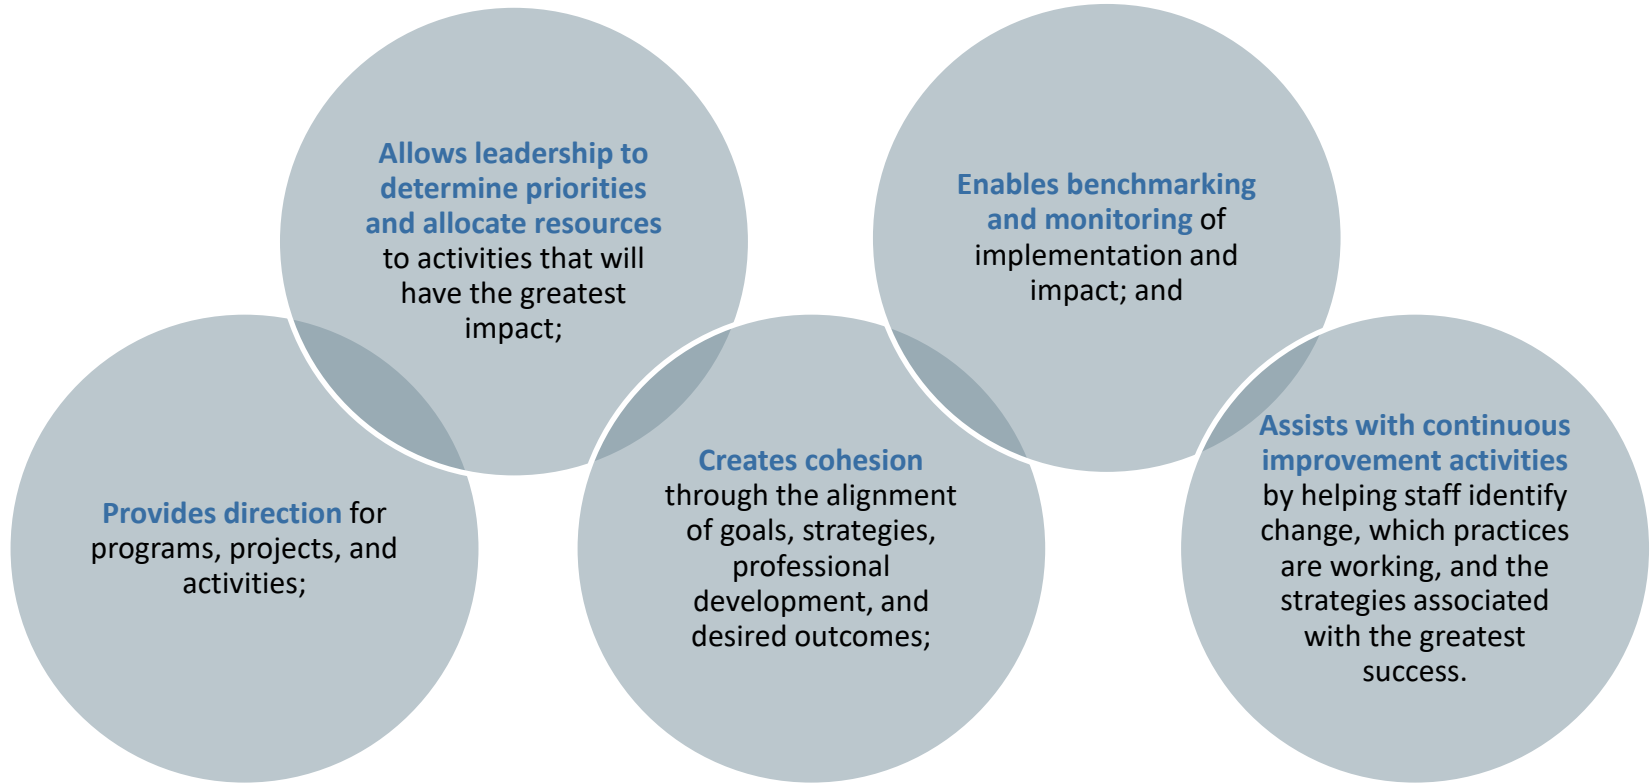 Provides direction for
programs, projects, and
activities;
Allows leadership to
determine priorities
and allocate resources
to activities that will
have the greatest
impact;
Creates cohesion
through the alignment
of goals, strategies,
professional
development, and
desired outcomes;
Enables benchmarking
and monitoring of
implementation and
impact; and
Assists with continuous
improvement activities
by helping staff identify
change, which practices
are working, and the
strategies associated
with the greatest
success.